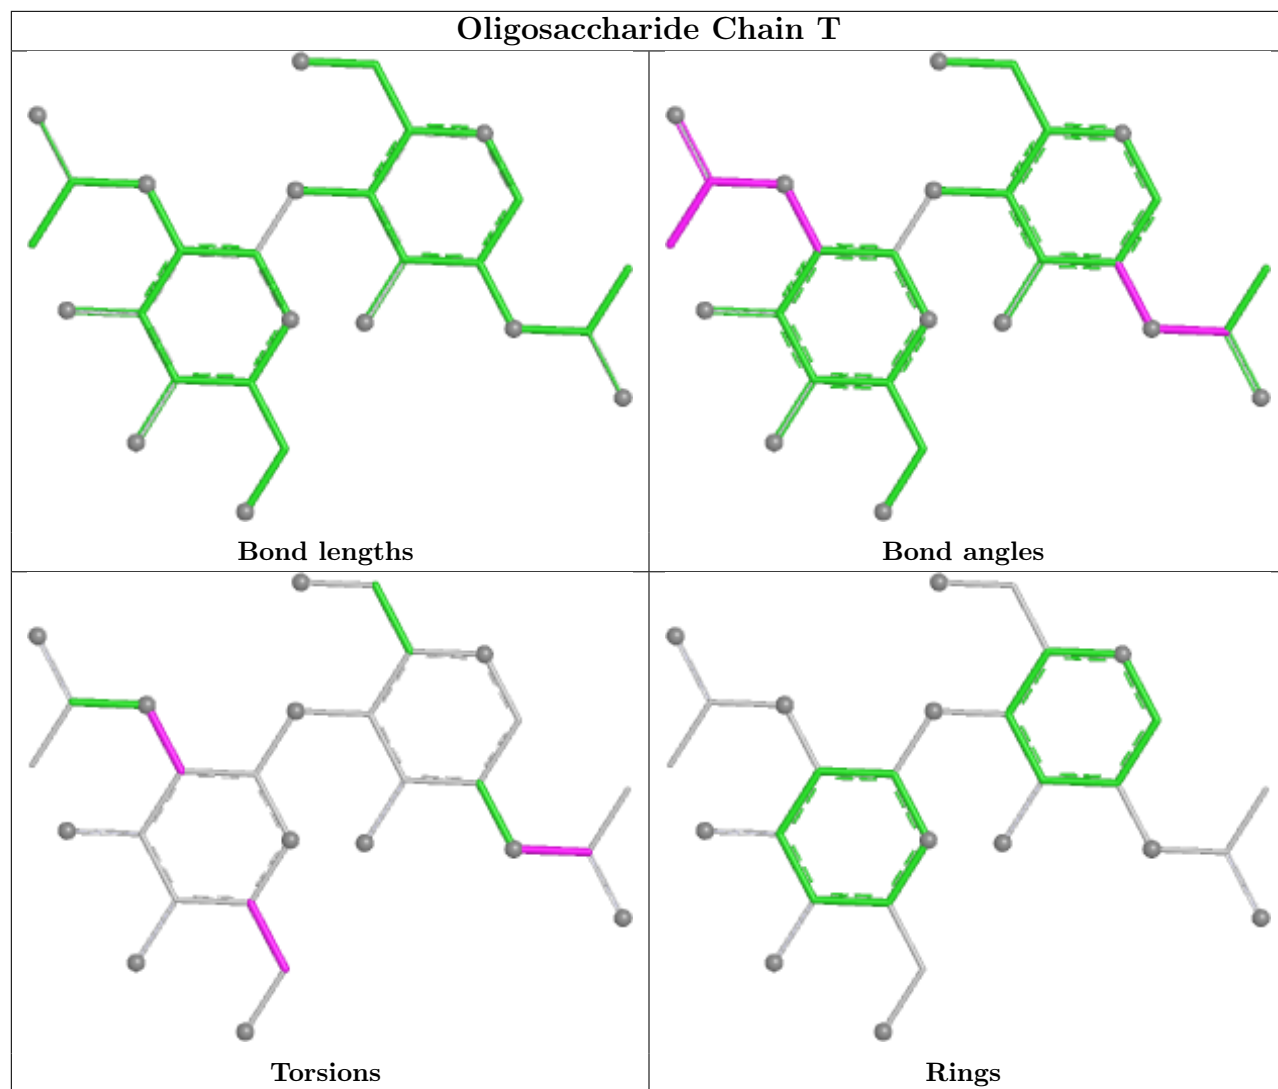 Oligosaccharide Chain T
Bond lengths
Bond angles
Torsions
Rings